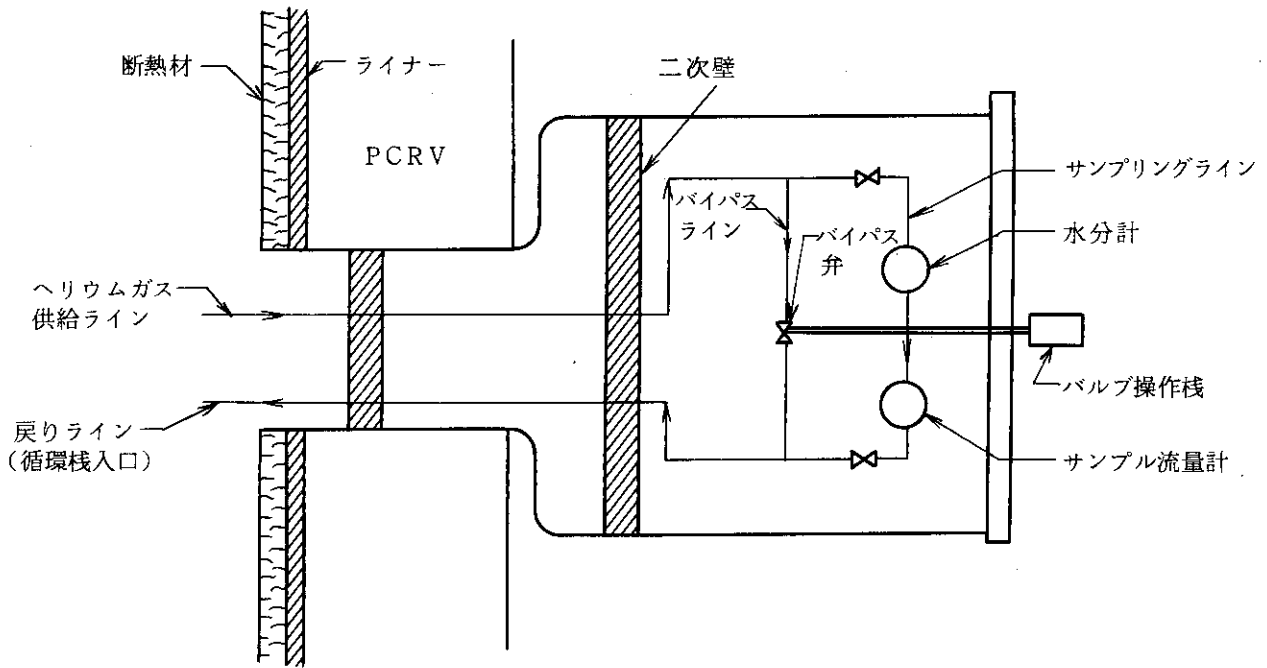 断熱材
ライナー
二次壁
PCRV
サンプリングライン
バイパス
ライン
バイパス
弁
水分計
ヘリウムガス
供給ライン
バルブ操作桟
戻りライン
(循環桟入口)
サンプル流量計